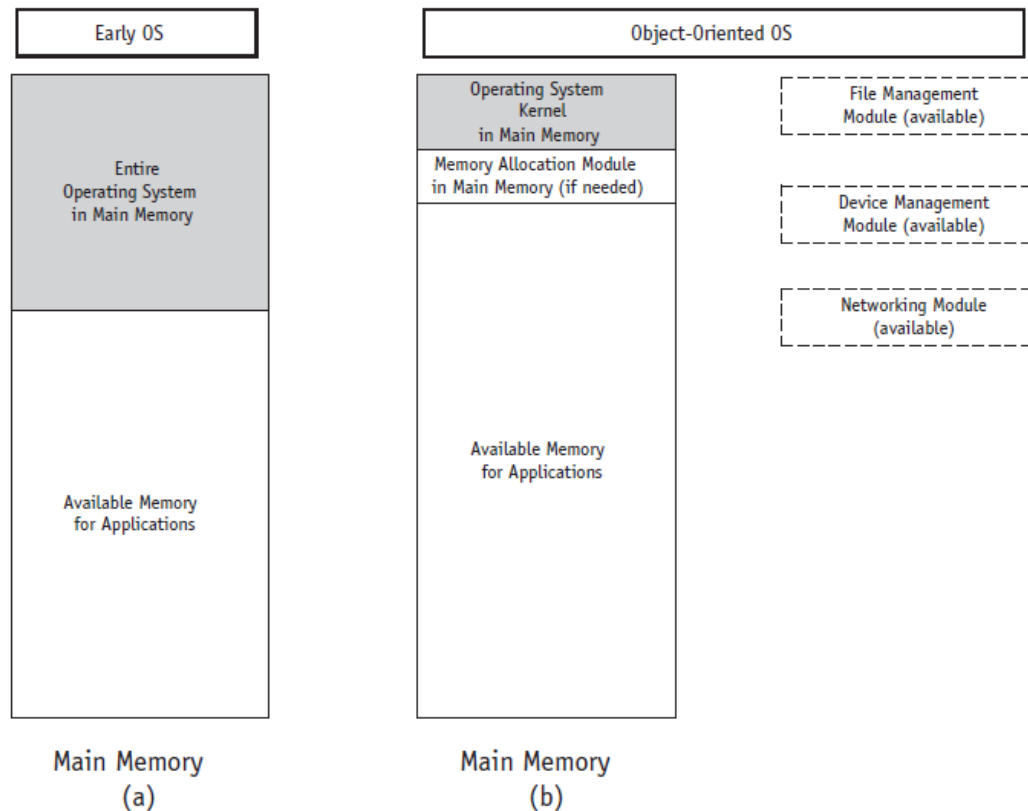 Early OS
Entire
Operating System
in Main Memory
Available Memory
for Applications
Main Memory
(a)
Object-Oriented OS
Operating System
Kernel
in Main Memory
Memory Allocation Module
in Main Memory (if needed)
Available Memory
for Applications
Main Memory
(b)
File Management
Module (available)
Device Management
Module (available)
Networking Module
(available)